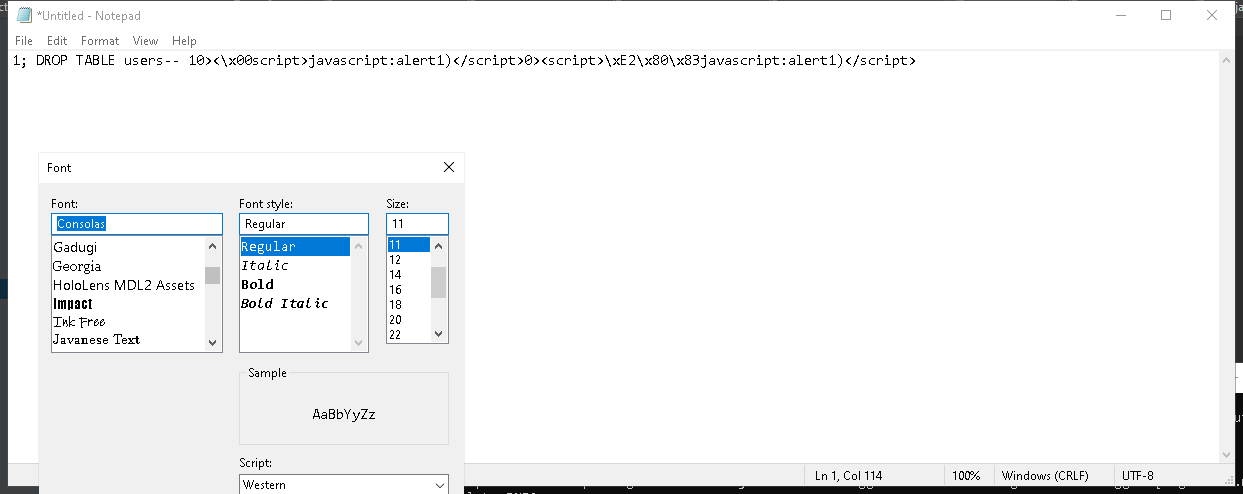 *Untitled - Notepad
File Edit Format View Help
1; DROP TABLE users-- 10><\x00script>javascript:alert1)</script>0><script>\xE2\x80\x83javascript:alert1)</script>
Font
Font: Font style: Size:
Consolas Regular 11
Gadugi
Georgia
HoloLens MDL2 Assets
Impact
Ink Free
Javanese Text
Regular
Italic
Bold
Bold Italic
11
12
14
16
18
20
22
Sample
AaBbYyZz
Script:
Western
Ln 1, Col 114 100% Windows (CRLF) UTF-8